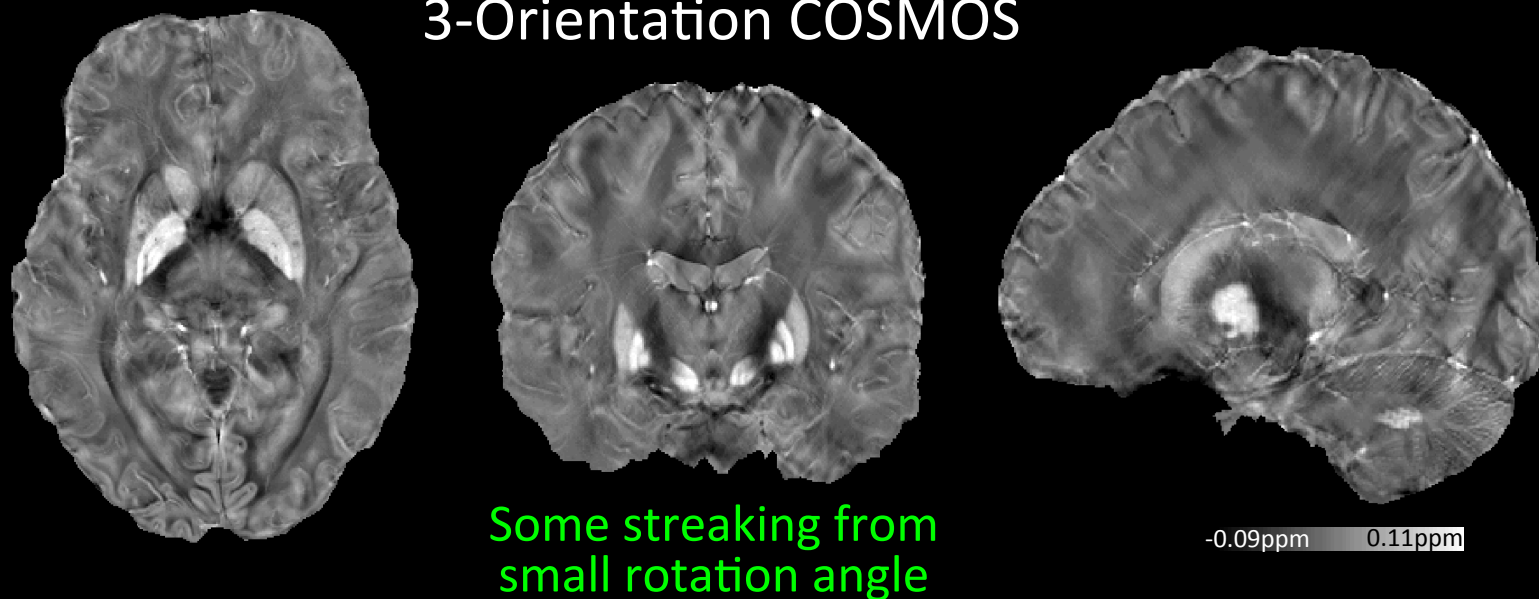 3-Orientation COSMOS
Some streaking from
small rotation angle
-0.09ppm 0.11ppm